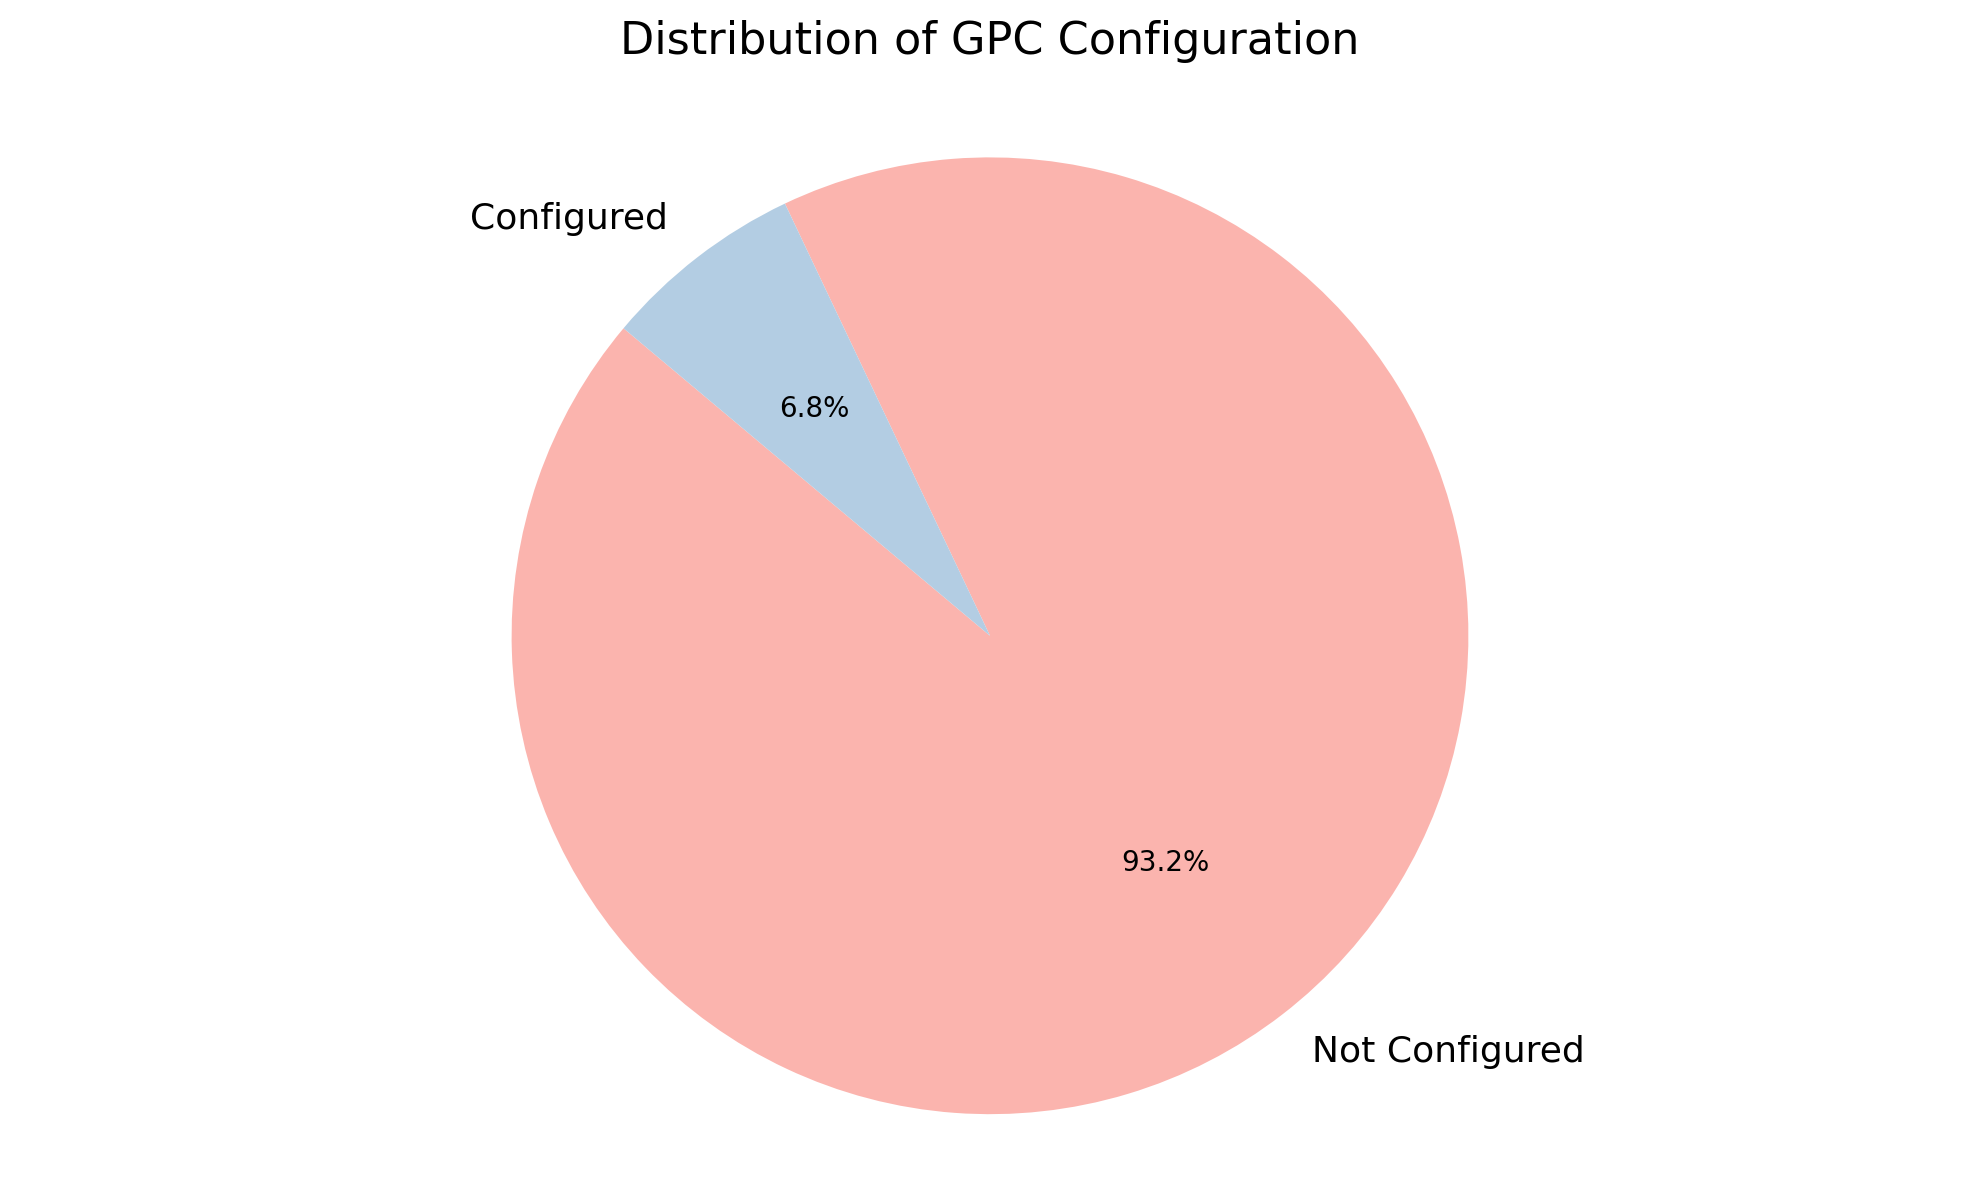 Distribution of GPC Configuration
Configured
6.8%
93.2%
Not Configured